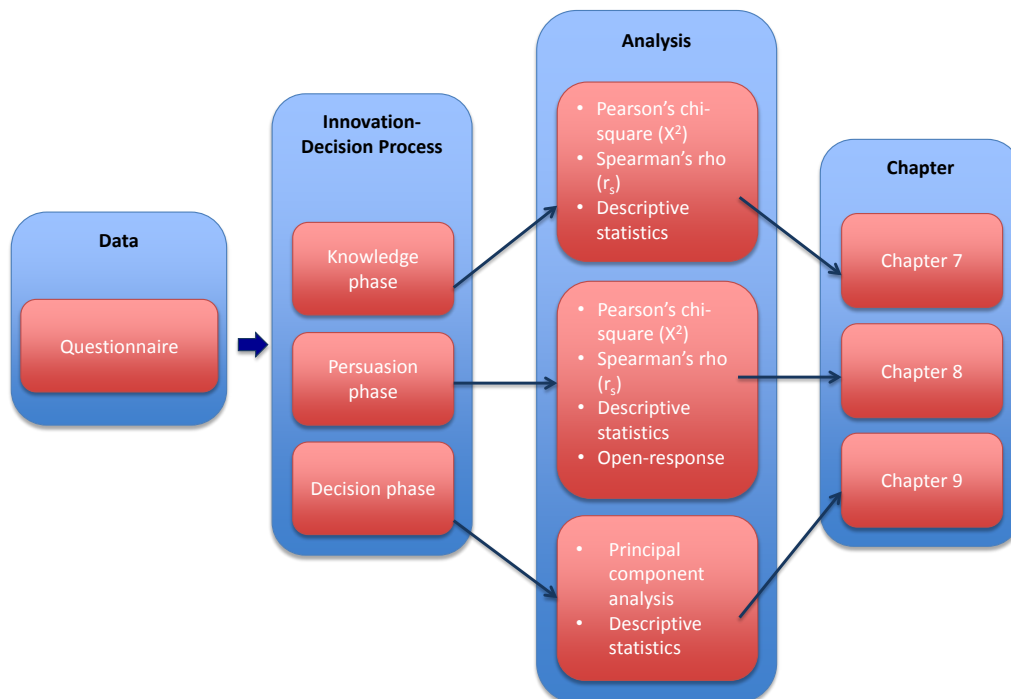 Data
Questionnaire
Innovation-
Decision Process
Knowledge
phase
Persuasion
phase
Decision phase
Analysis
• Pearson's chi-
square (X²)
• Spearman's rho
(rₛ)
• Descriptive
statistics
• Pearson's chi-
square (X²)
• Spearman's rho
(rₛ)
• Descriptive
statistics
• Open-response
• Principal
component
analysis
• Descriptive
statistics
Chapter
Chapter 7
Chapter 8
Chapter 9